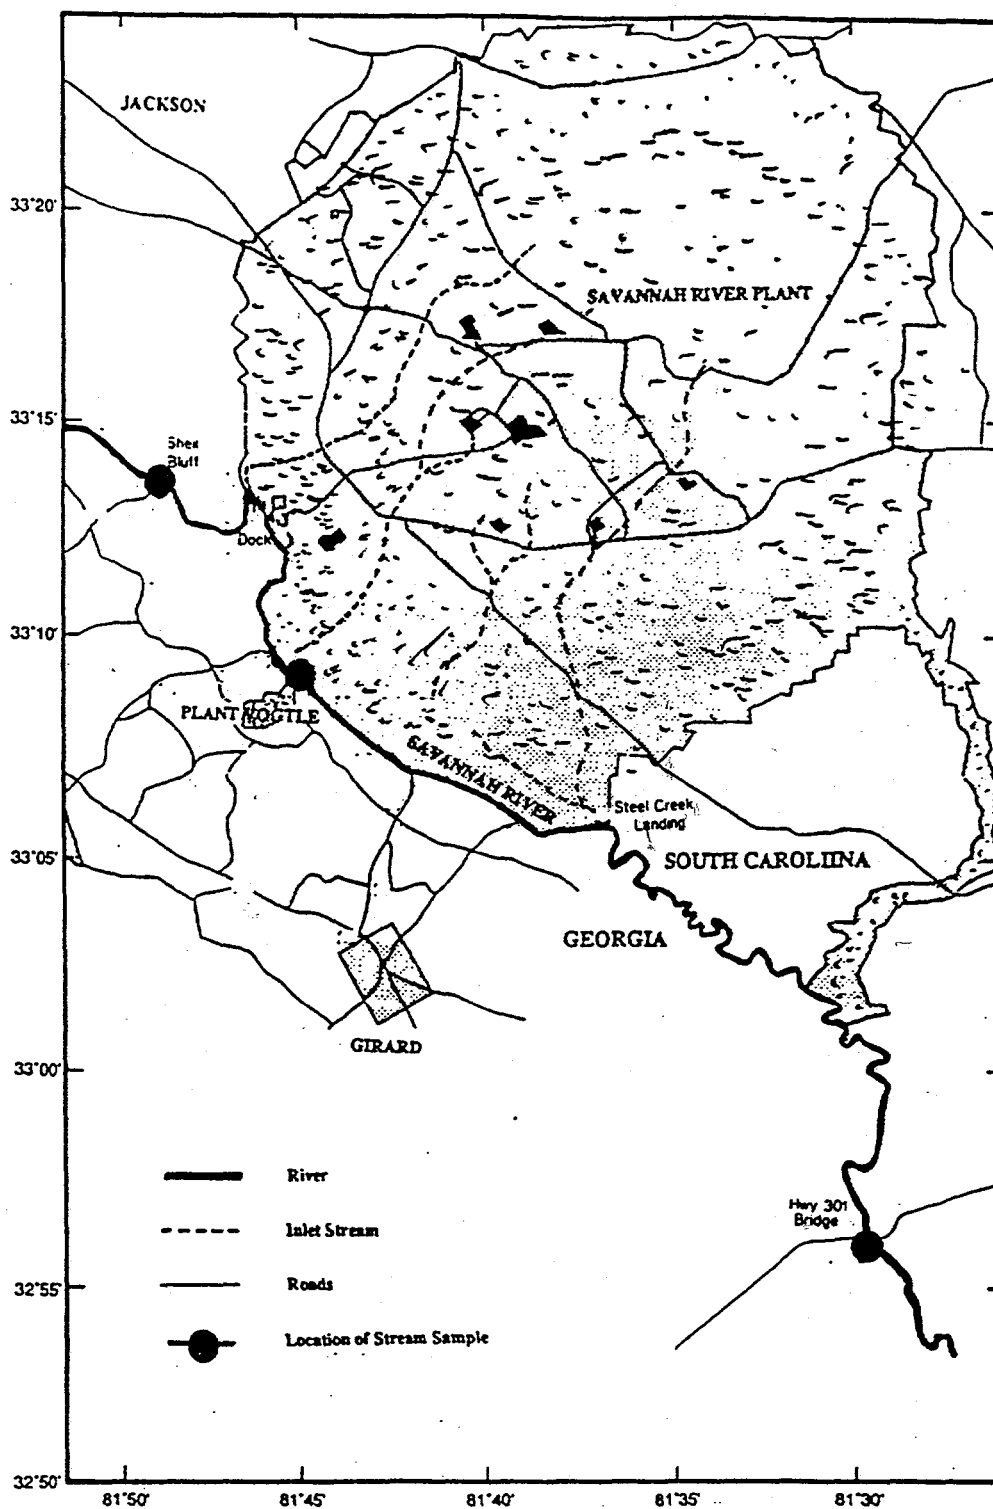 JACKSON
33°20'
SAVANNAH RIVER PLANT
33°15'
Shell
Bluff
Dock
33°10'
PLANT VOGTLE
SAVANNAH RIVER
Steel Creek
Landing
33°05'
SOUTH CAROLIINA
GEORGIA
GIRARD
33°00'
River
Hwy 301
Bridge
Inlet Stream
32°55'
Roads
Location of Stream Sample
32°50'
81°50'
81°45'
81°40'
81°35'
81°30'